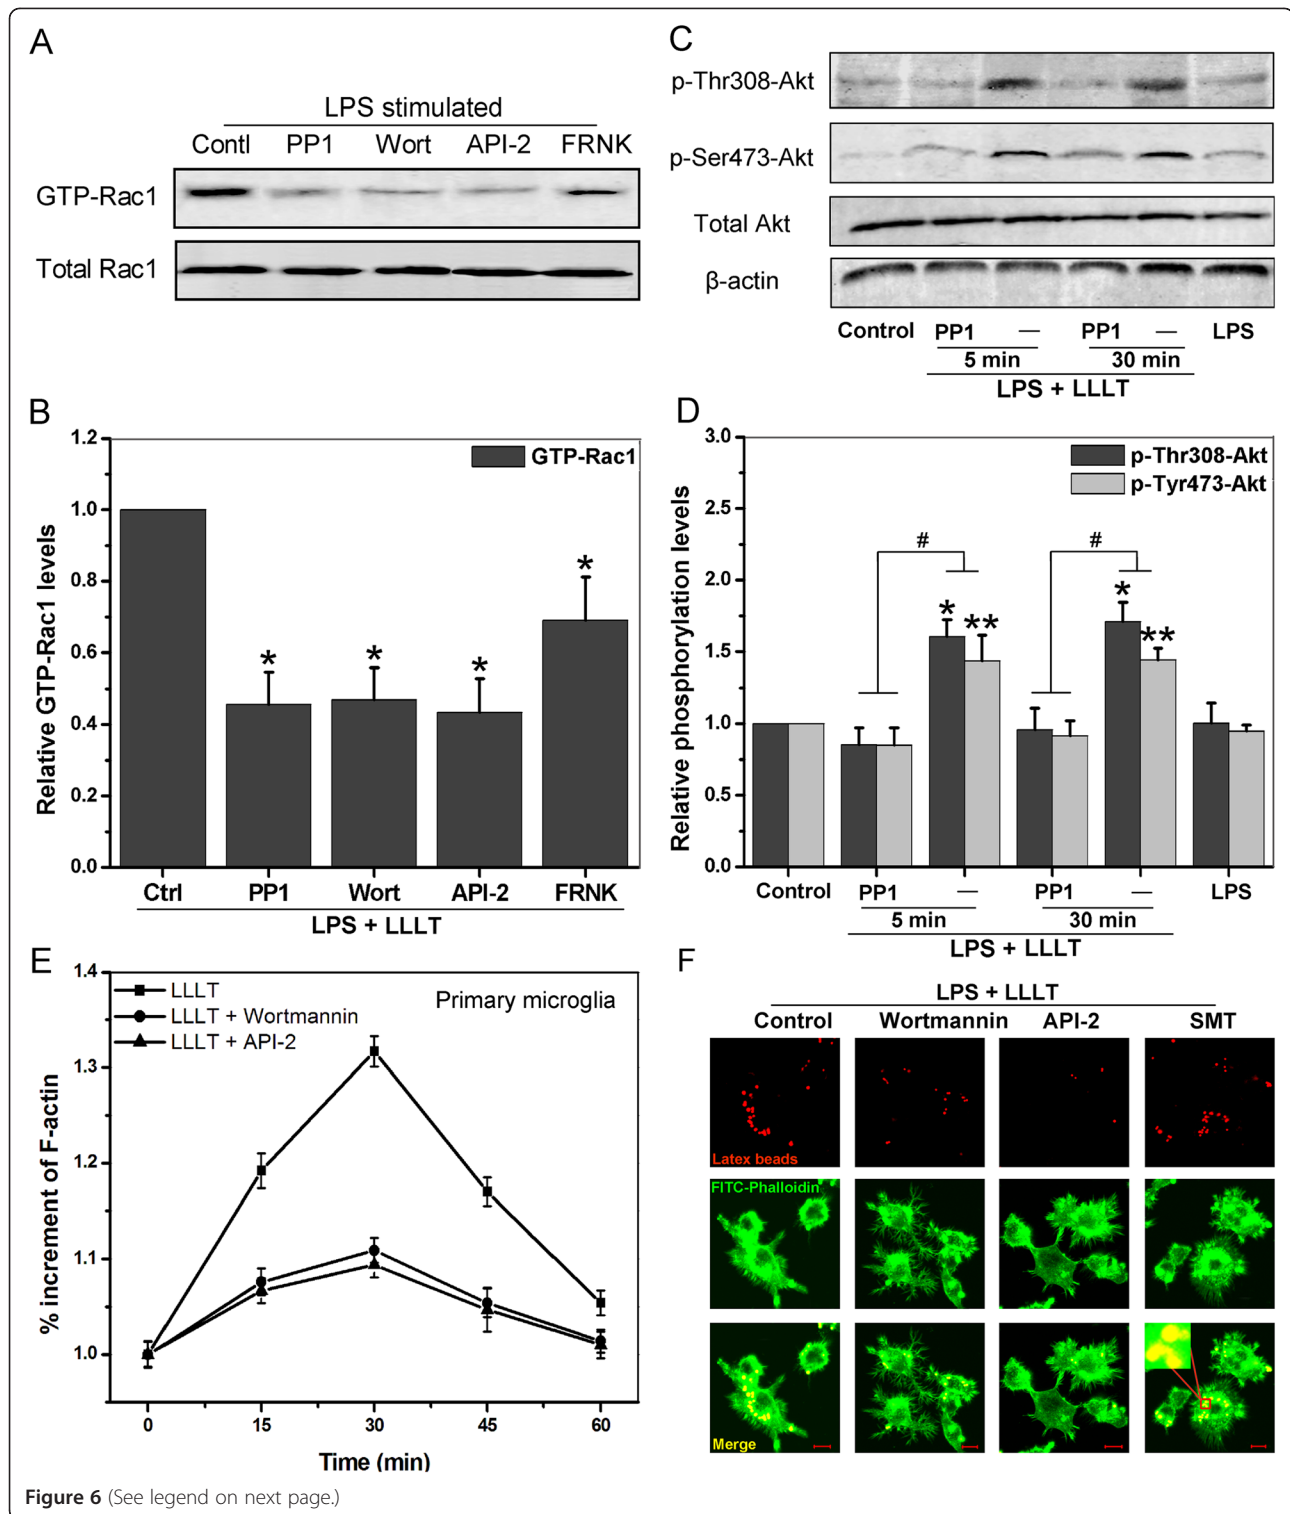 A
LPS stimulated
Contl PP1 Wort API-2 FRNK
GTP-Rac1
Total Rac1
C
p-Thr308-Akt
p-Ser473-Akt
Total Akt
β-actin
Control PP1 — PP1 — LPS
5 min 30 min
LPS + LLLT
B
1.2
1.0
0.8
0.6
0.4
0.2
0.0
Relative GTP-Rac1 levels
GTP-Rac1
* * * *
Ctrl PP1 Wort API-2 FRNK
LPS + LLLT
D
3.0
2.5
2.0
1.5
1.0
0.5
0.0
Relative phosphorylation levels
p-Thr308-Akt
p-Tyr473-Akt
# #
* ** * **
Control PP1 — PP1 — LPS
5 min 30 min
LPS + LLLT
E
1.4
1.3
1.2
1.1
1.0
% increment of F-actin
LLLT
LLLT + Wortmannin
LLLT + API-2
Primary microglia
0 15 30 45 60
Time (min)
F
LPS + LLLT
Control Wortmannin API-2 SMT
Latex beads
FITC-Phalloidin
Merge
Figure 6 (See legend on next page.)